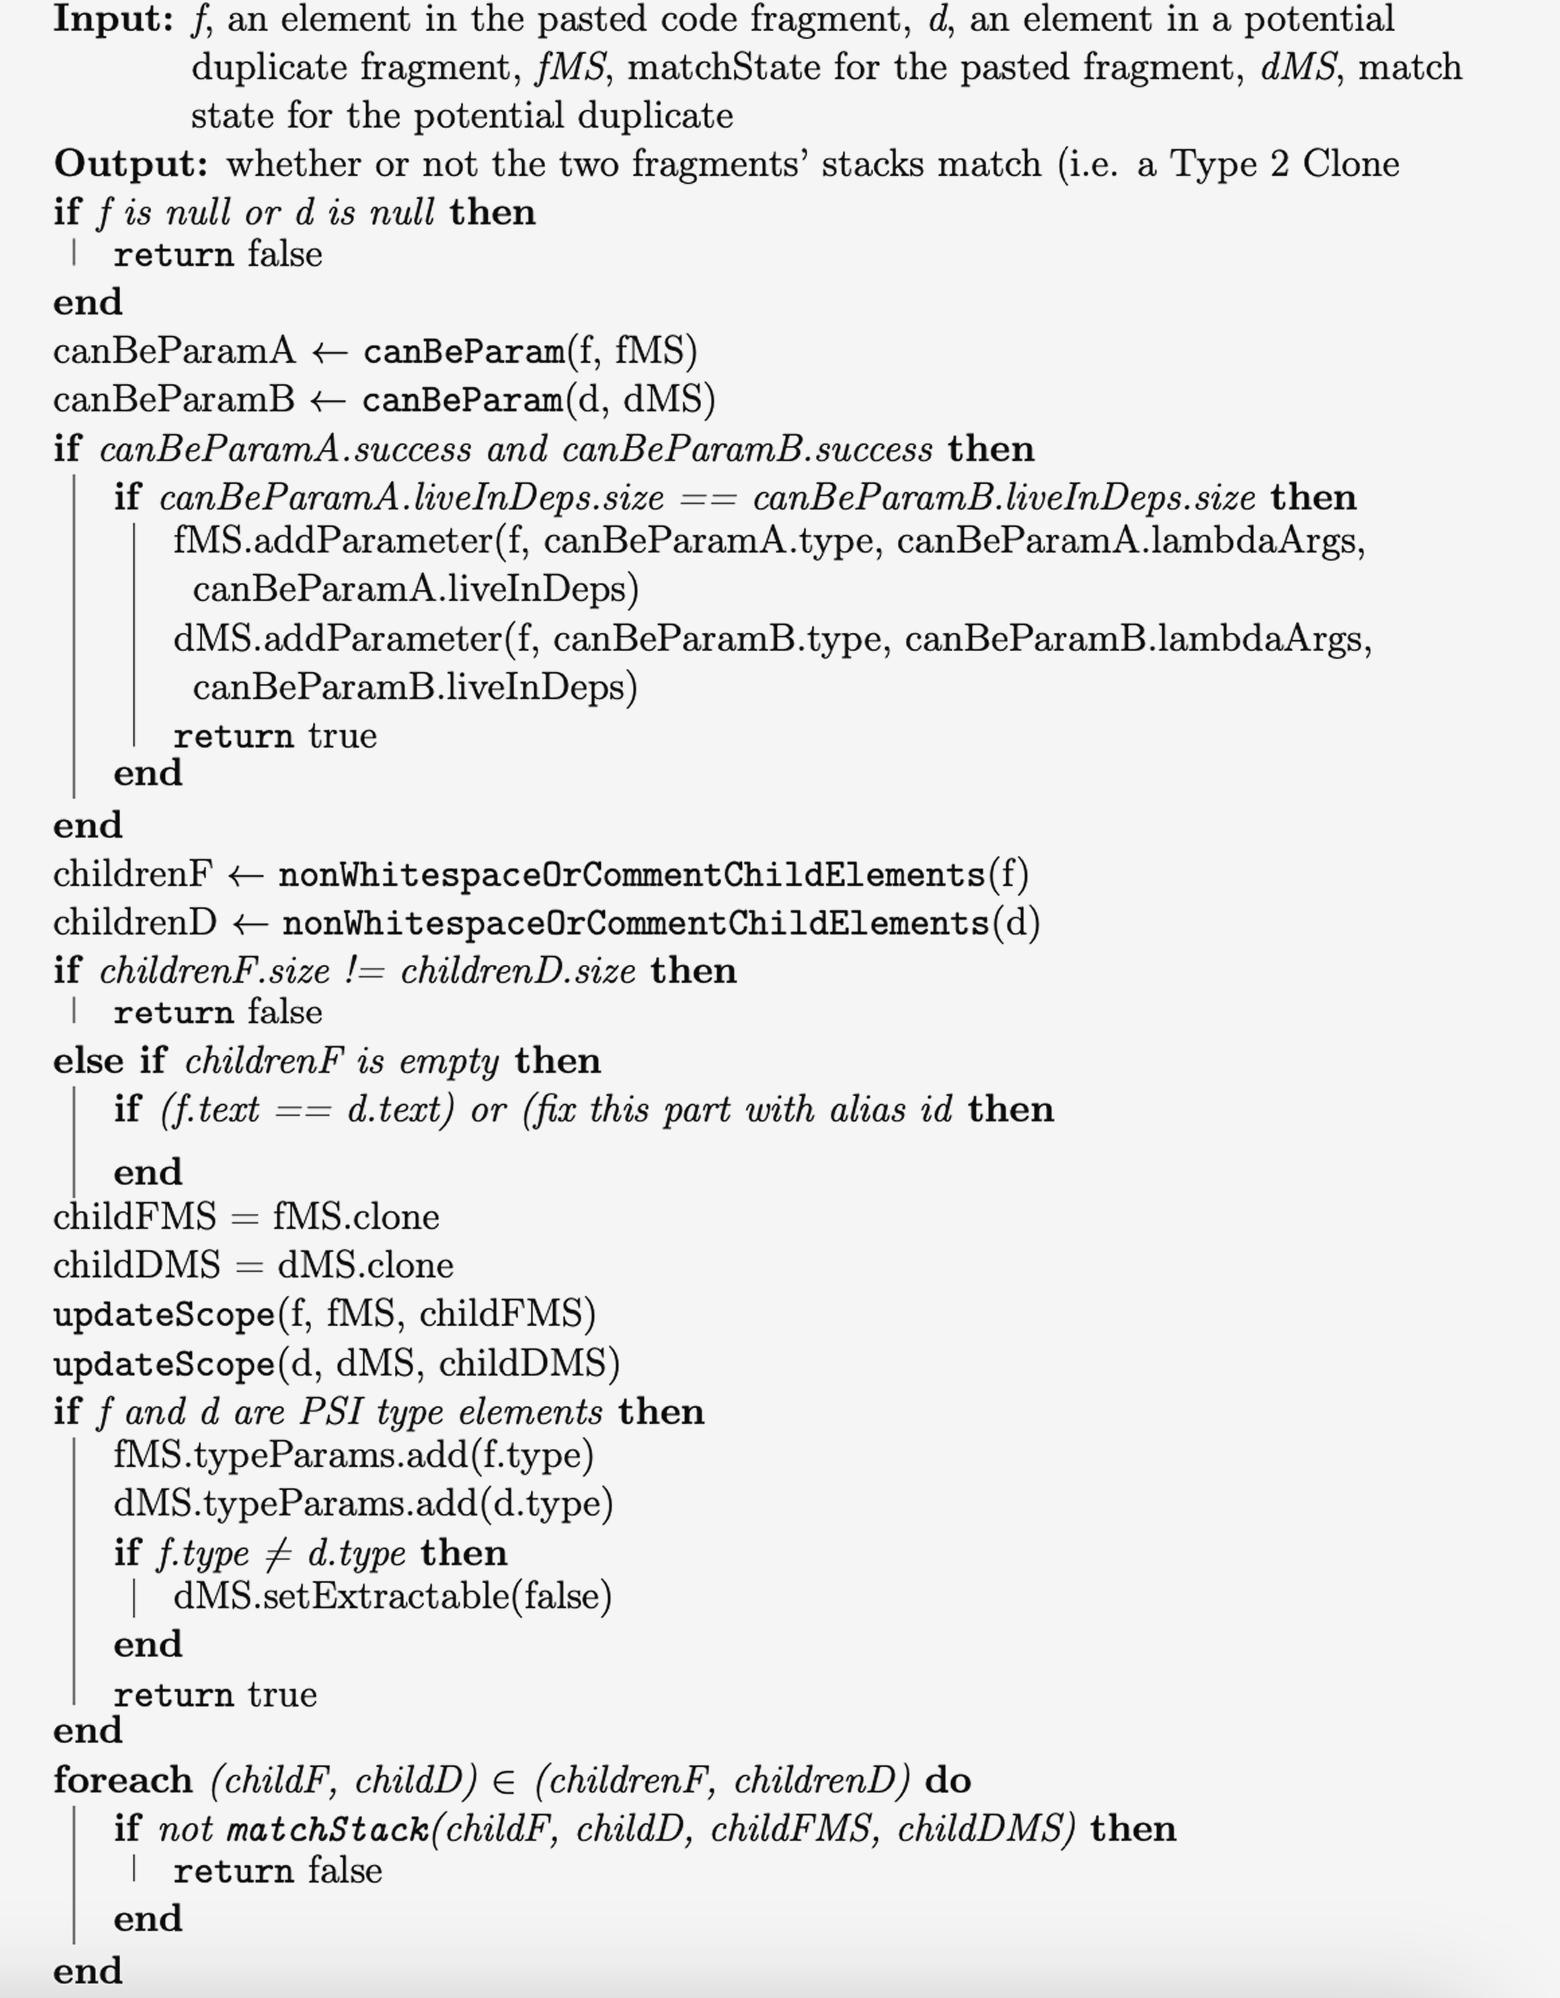 Input: f, an element in the pasted code fragment, d, an element in a potential
duplicate fragment, fMS, matchState for the pasted fragment, dMS, match
state for the potential duplicate
Output: whether or not the two fragments’ stacks match (i.e. a Type 2 Clone
if f is null or d is null then
return false
end
canBeParamA ← canBeParam(f, fMS)
canBeParamB ← canBeParam(d, dMS)
if canBeParamA.success and canBeParamB.success then
if canBeParamA.liveInDeps.size == canBeParamB.liveInDeps.size then
fMS.addParameter(f, canBeParamA.type, canBeParamA.lambdaArgs,
canBeParamA.liveInDeps)
dMS.addParameter(f, canBeParamB.type, canBeParamB.lambdaArgs,
canBeParamB.liveInDeps)
return true
end
end
childrenF ← nonWhitespaceOrCommentChildElements(f)
childrenD ← nonWhitespaceOrCommentChildElements(d)
if childrenF.size != childrenD.size then
return false
else if childrenF is empty then
if (f.text == d.text) or (fix this part with alias id then
end
childFMS = fMS.clone
childDMS = dMS.clone
updateScope(f, fMS, childFMS)
updateScope(d, dMS, childDMS)
if f and d are PSI type elements then
fMS.typeParams.add(f.type)
dMS.typeParams.add(d.type)
if f.type ≠ d.type then
dMS.setExtractable(false)
end
return true
end
foreach (childF, childD) ∈ (childrenF, childrenD) do
if not matchStack(childF, childD, childFMS, childDMS) then
return false
end
end